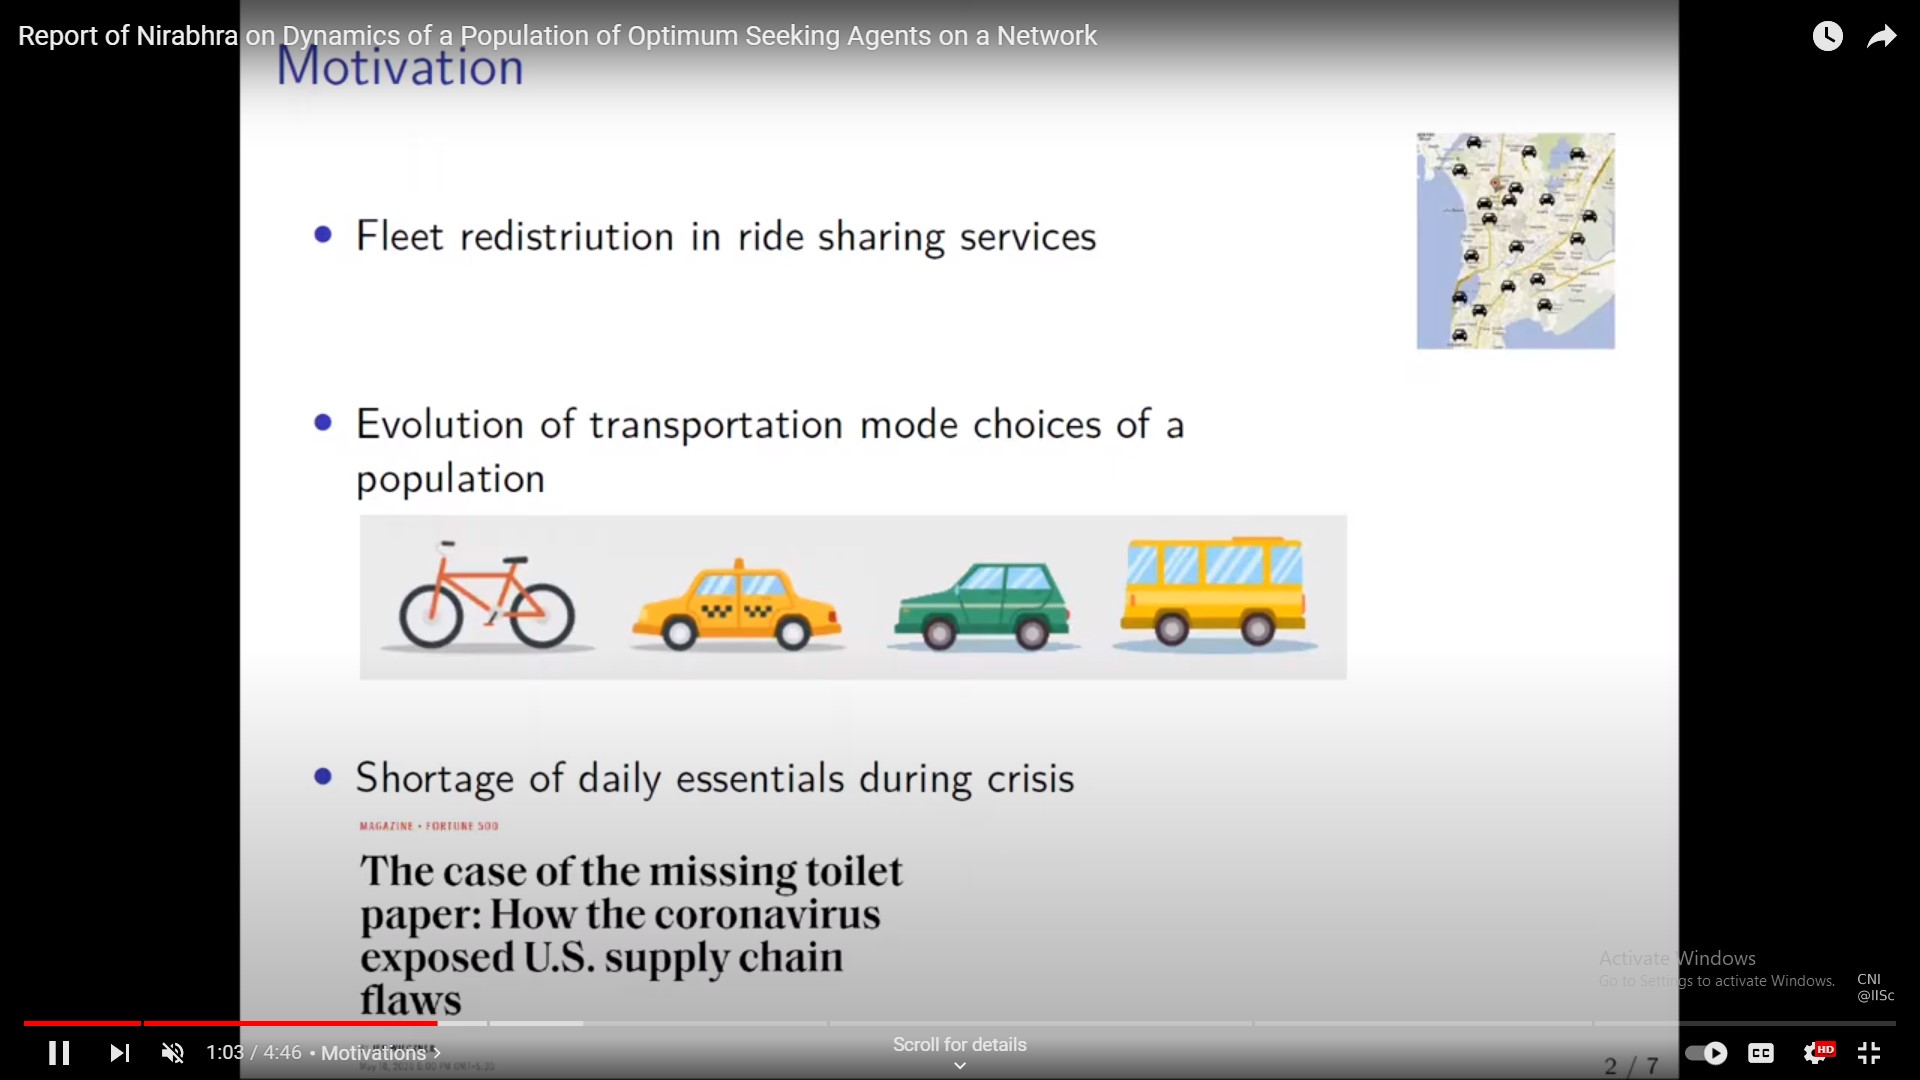 Report of Nirabhra on Dynamics of a Population of Optimum Seeking Agents on a Network
Motivation
Fleet redistriution in ride sharing services
Evolution of transportation mode choices of a
population
Shortage of daily essentials during crisis
MAGAZINE • FORTUNE 500
The case of the missing toilet
paper: How the coronavirus
exposed U.S. supply chain
flaws
Activate Windows
Go to Settings to activate Windows.
CNI
@IISc
Scroll for details
1:03 / 4:46 • Motivations
CC
HD
2 / 7